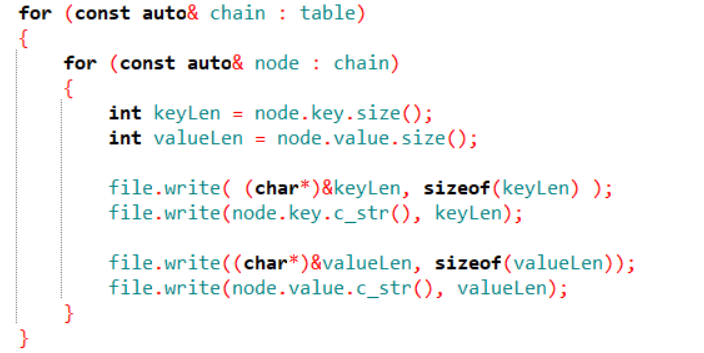 for (const auto& chain : table)
{
for (const auto& node : chain)
{
int keyLen = node.key.size();
int valueLen = node.value.size();
file.write( (char*)&keyLen, sizeof(keyLen) );
file.write(node.key.c_str(), keyLen);
file.write((char*)&valueLen, sizeof(valueLen));
file.write(node.value.c_str(), valueLen);
}
}